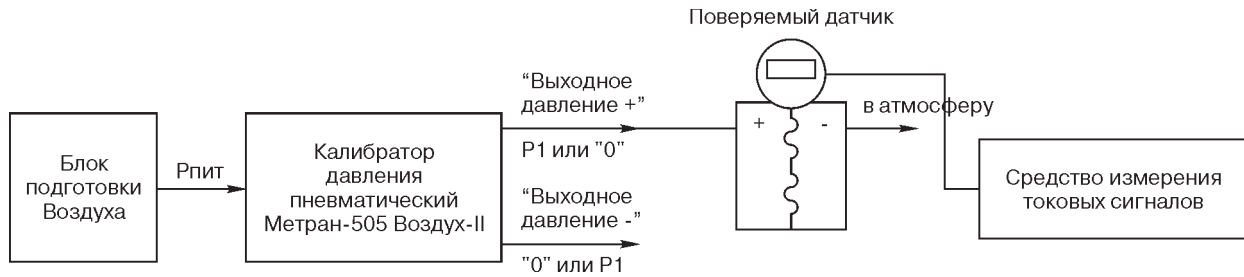 Поверяемый датчик
“Выходное
давление +”
в атмосферу
+ -
P1 или "0"
Блок
подготовки
Воздуха
Рпит
Калибратор
давления
пневматический
Метран-505 Воздух-II
“Выходное
давление -”
"0" или P1
Средство измерения
токовых сигналов